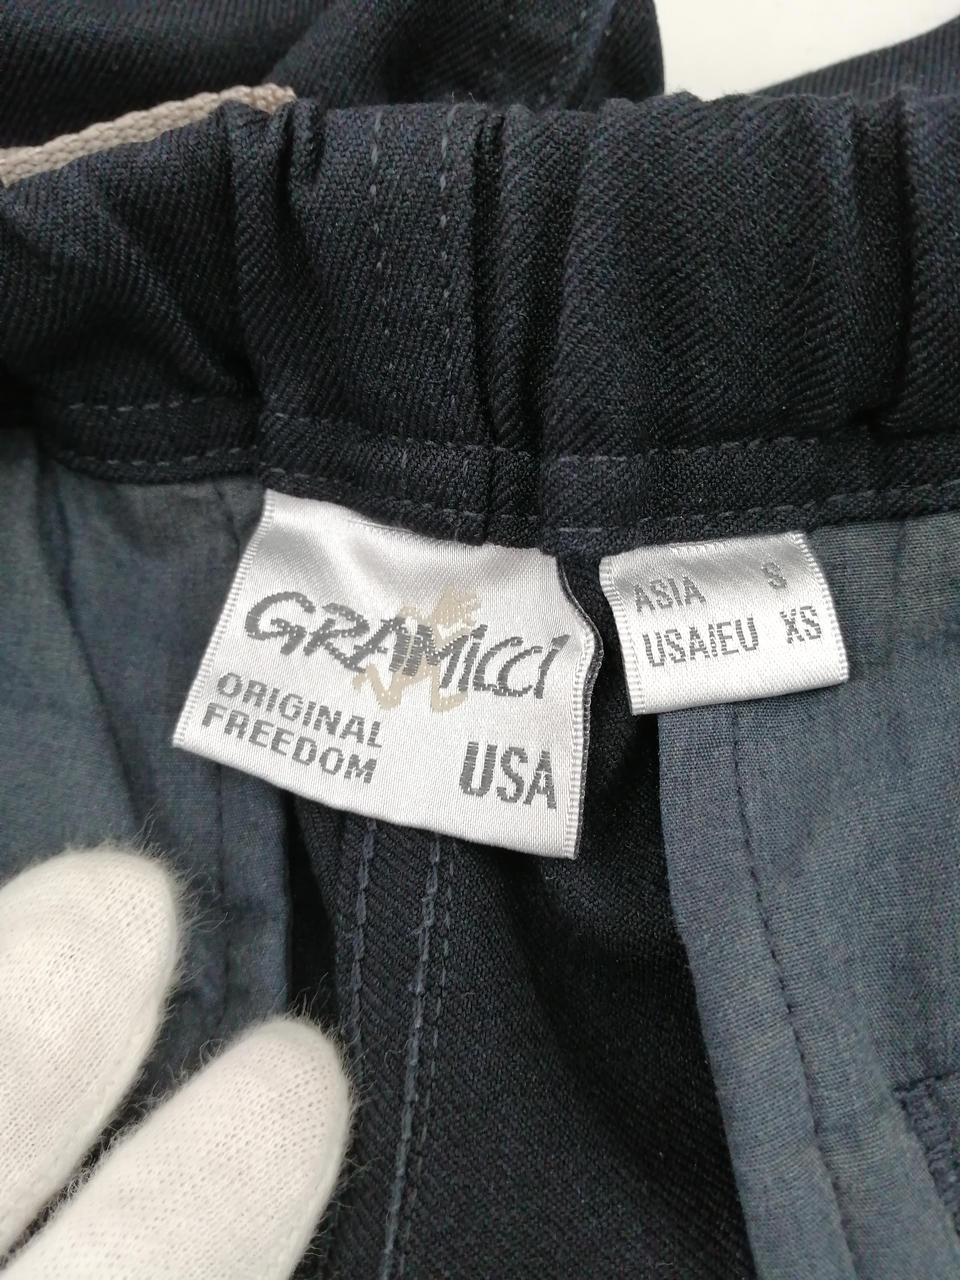 GRAMICCI
ORIGINAL
FREEDOM
USA
ASIA S
USA/EU XS